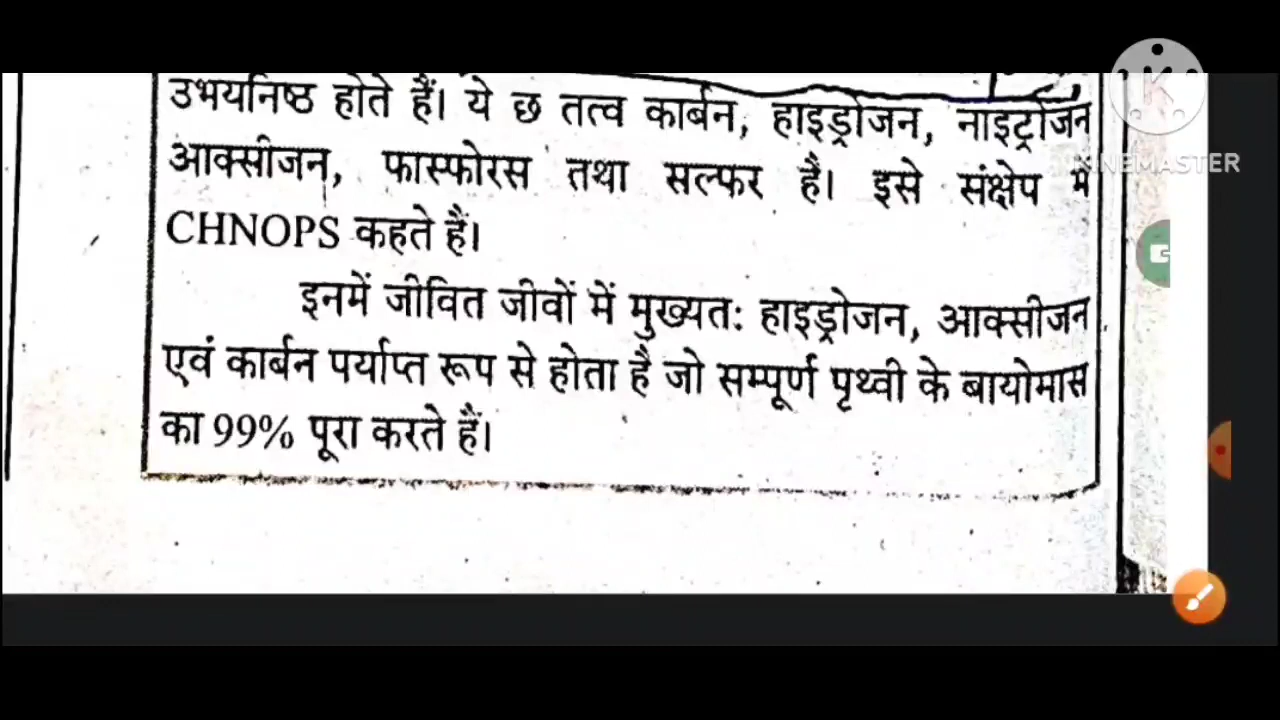 उभयनिष्ठ होते हैं। ये छ तत्व कार्बन, हाइड्रोजन, नाइट्रोजन
आक्सीजन, फास्फोरस तथा सल्फर हैं। इसे संक्षेप में
CHNOPS कहते हैं।
इनमें जीवित जीवों में मुख्यतः हाइड्रोजन, आक्सीजन
एवं कार्बन पर्याप्त रूप से होता है जो सम्पूर्ण पृथ्वी के बायोमास
का 99% पूरा करते हैं।
KINEMASTER